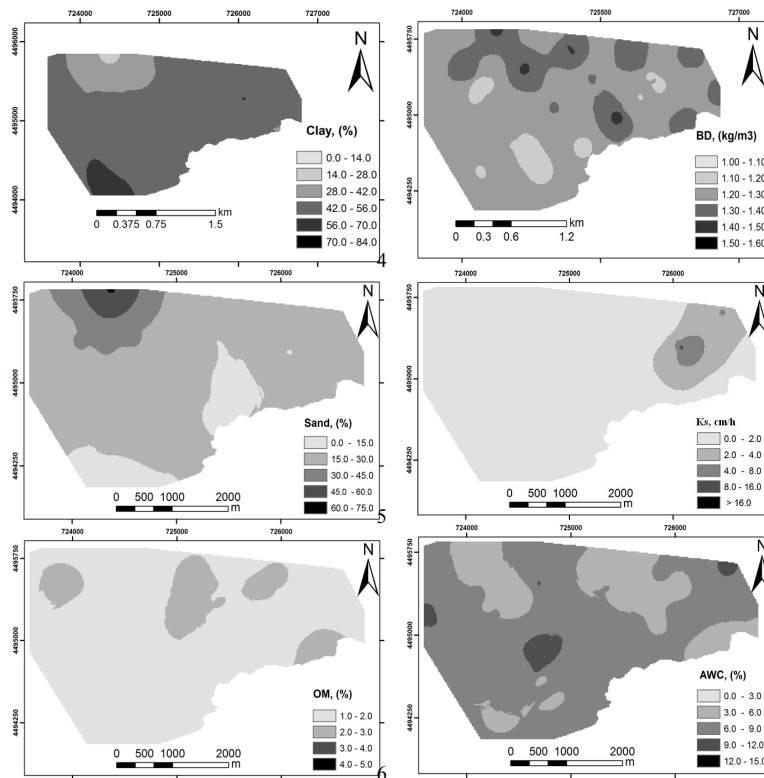 724000 725000 726000 727000
4496000
4495000
4494000
N
Clay, (%)
0.0 - 14.0
14.0 - 28.0
28.0 - 42.0
42.0 - 56.0
56.0 - 70.0
70.0 - 84.0
km
0 0.375 0.75 1.5
4
724000 725500 727000
4495750
4495000
4494250
N
BD, (kg/m3)
1.00 - 1.10
1.10 - 1.20
1.20 - 1.30
1.30 - 1.40
1.40 - 1.50
1.50 - 1.60
km
0 0.3 0.6 1.2
724000 725000 726000
4495750
4495000
4494250
N
Sand, (%)
0.0 - 15.0
15.0 - 30.0
30.0 - 45.0
45.0 - 60.0
60.0 - 75.0
0 500 1000 2000
m
5
724000 725000 726000
4495750
4495000
4494250
N
Ks, cm/h
0.0 - 2.0
2.0 - 4.0
4.0 - 8.0
8.0 - 16.0
> 16.0
0 500 1000 2000
m
724000 725000 726000
4495750
4495000
4494250
N
OM, (%)
1.0 - 2.0
2.0 - 3.0
3.0 - 4.0
4.0 - 5.0
0 500 1000 2000
m
6
724000 725000 726000
4495750
4495000
4494250
N
AWC, (%)
0.0 - 3.0
3.0 - 6.0
6.0 - 9.0
9.0 - 12.0
12.0 - 15.0
0 500 1000 2000
m